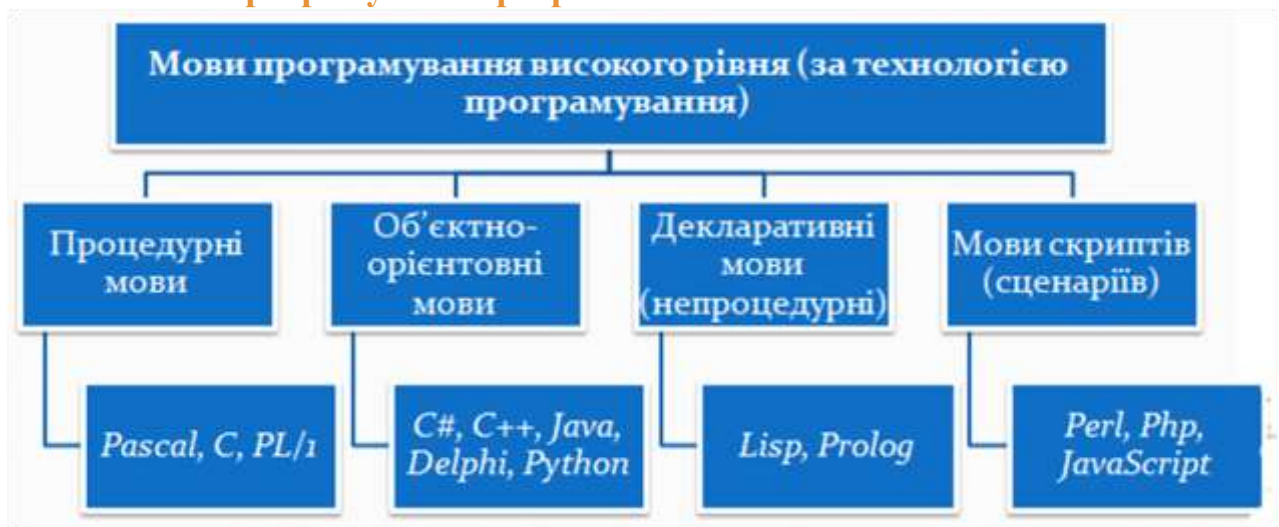 Мови програмування високого рівня (за технологією
програмування)
Процедурні
мови
Об’єктно-
орієнтовні
мови
Декларативні
мови
(непроцедурні)
Мови скриптів
(сценаріїв)
Pascal, C, PL/1
C#, C++, Java,
Delphi, Python
Lisp, Prolog
Perl, Php,
JavaScript